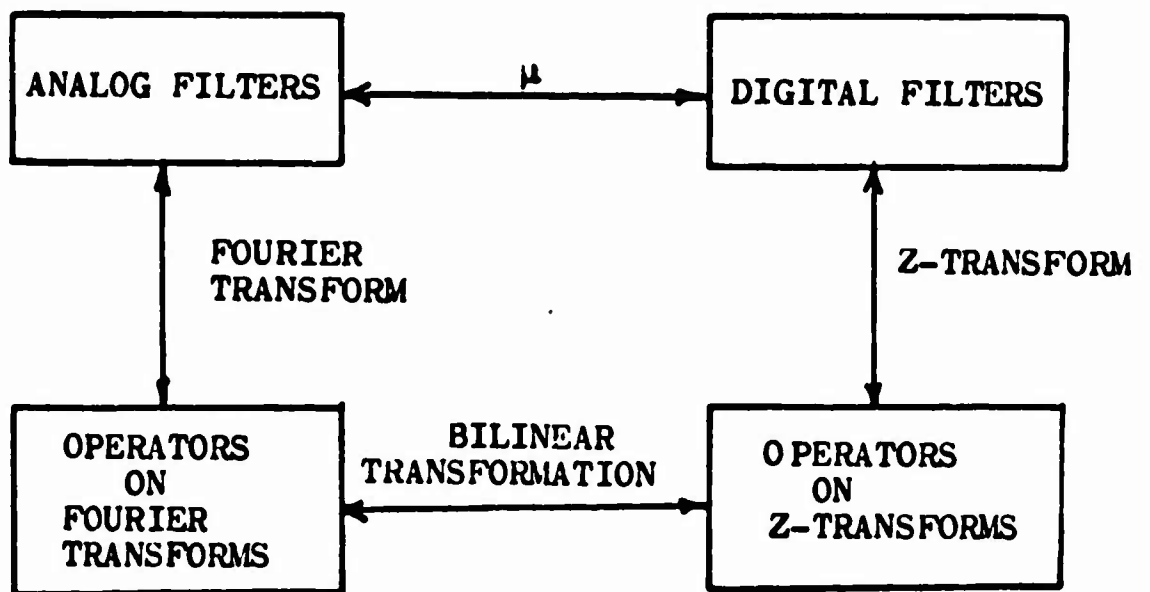 ANALOG FILTERS
μ
DIGITAL FILTERS
FOURIER
TRANSFORM
Z-TRANSFORM
OPERATORS
ON
FOURIER
TRANSFORMS
BILINEAR
TRANSFORMATION
OPERATORS
ON
Z-TRANSFORMS